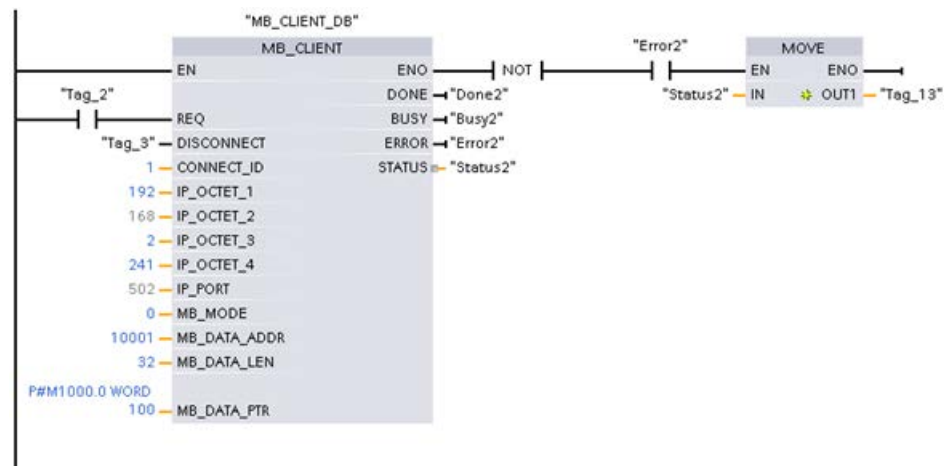 "MB_CLIENT_DB"
MB_CLIENT
"Error2"
MOVE
EN
ENO
NOT
EN
ENO
"Tag_2"
DONE
"Done2"
"Status2"
IN
OUT1
"Tag_13"
REQ
BUSY
"Busy2"
"Tag_3"
DISCONNECT
ERROR
"Error2"
1
CONNECT_ID
STATUS
"Status2"
192
IP_OCTET_1
168
IP_OCTET_2
2
IP_OCTET_3
241
IP_OCTET_4
502
IP_PORT
0
MB_MODE
10001
MB_DATA_ADDR
32
MB_DATA_LEN
P#M1000.0 WORD
100
MB_DATA_PTR